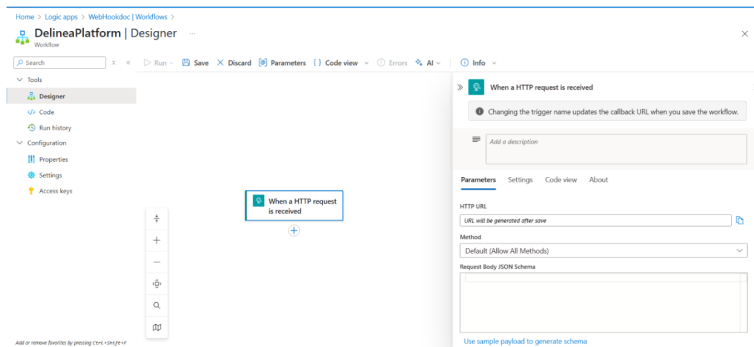 Home > Logic apps > WebHookdoc | Workflows >
DelineaPlatform | Designer ...
Workflow
Search
Run
Save
Discard
Parameters
Code view
Errors
AI
Info
Tools
Designer
Code
Run history
Configuration
Properties
Settings
Access keys
When a HTTP request
is received
When a HTTP request is received
Changing the trigger name updates the callback URL when you save the workflow.
Add a description
Parameters Settings Code view About
HTTP URL
URL will be generated after save
Method
Default (Allow All Methods)
Request Body JSON Schema
Use sample payload to generate schema
Add or remove favorites by pressing Ctrl+Shift+F